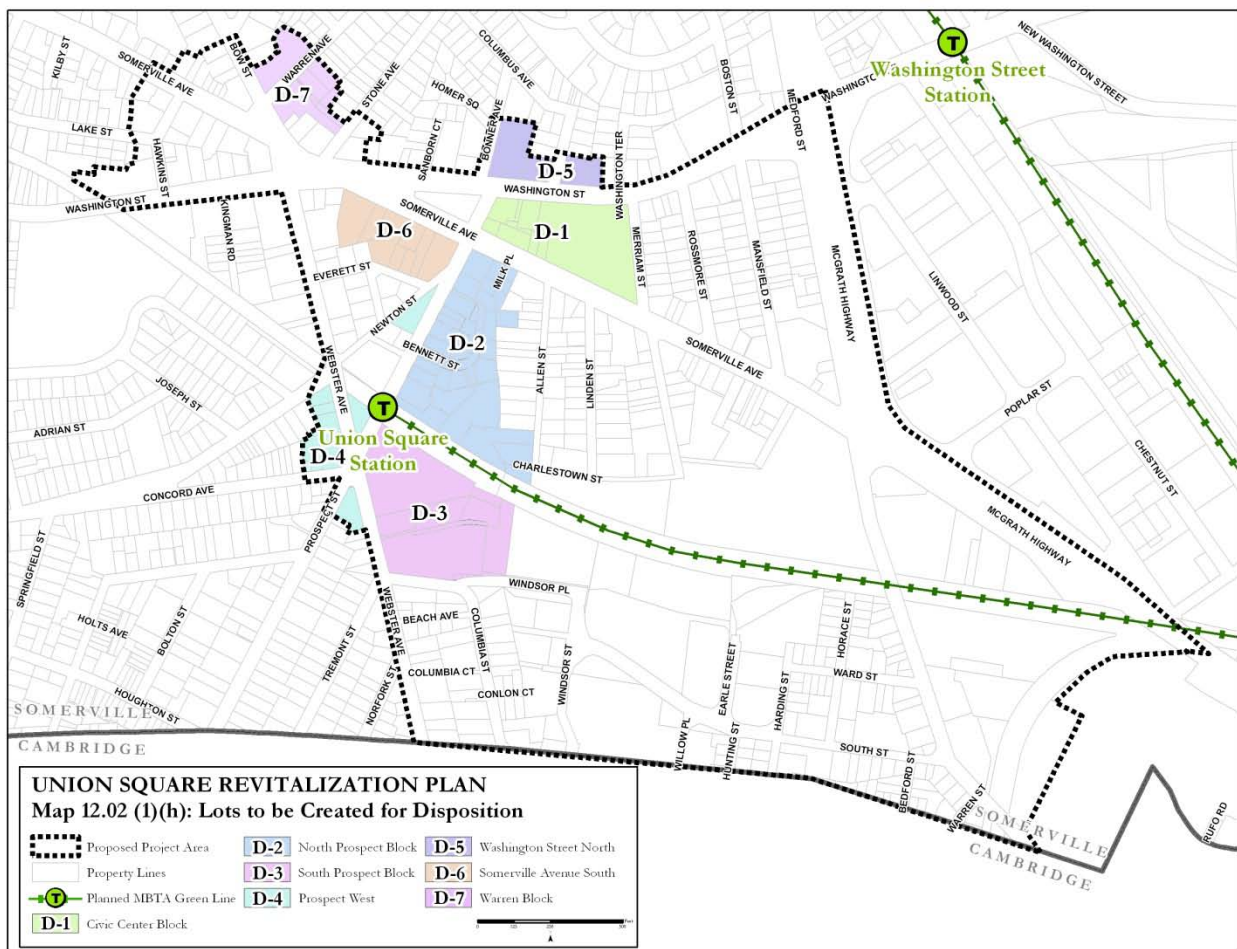 KILBY ST
SOMERVILLE AVE
BOW ST
WARREN AVE
D-7
STONE AVE
COLUMBUS AVE
HOMER SQ
SANBORN CT
BONNER AVE
BOSTON ST
MEDFORD ST
WASHINGTON
T
Washington Street
Station
NEW WASHINGTON STREET
LAKE ST
HAWKINS ST
WASHINGTON ST
KINGMAN RD
D-5
WASHINGTON ST
WASHINGTON TER
D-6
SOMERVILLE AVE
D-1
MERRIAM ST
ROSSMORE ST
MANSFIELD ST
MCGRATH HIGHWAY
LINWOOD ST
EVERETT ST
MILK PL
NEWTON ST
D-2
BENNETT ST
ALLEN ST
LINDEN ST
SOMERVILLE AVE
POPLAR ST
CHESTNUT ST
WEBSTER AVE
JOSEPH ST
ADRIAN ST
T
Union Square
Station
D-4
CHARLESTOWN ST
CONCORD AVE
PROSPECT ST
D-3
MCGRATH HIGHWAY
SPRINGFIELD ST
HOLTS AVE
BOLTON ST
HOUGHTON ST
TREMONT ST
NORFORK ST
WEBSTER AVE
WINDSOR PL
BEACH AVE
COLUMBIA ST
COLUMBIA CT
CONLON CT
WINDSOR ST
WILLOW PL
EARLE STREET
HUNTING ST
HARDING ST
HORACE ST
WARD ST
SOUTH ST
BEDFORD ST
WARREN ST
RUFO RD
SOMERVILLE
CAMBRIDGE
SOMERVILLE
CAMBRIDGE
UNION SQUARE REVITALIZATION PLAN
Map 12.02 (1)(h): Lots to be Created for Disposition
Proposed Project Area
Property Lines
T Planned MBTA Green Line
D-1 Civic Center Block
D-2 North Prospect Block
D-3 South Prospect Block
D-4 Prospect West
D-5 Washington Street North
D-6 Somerville Avenue South
D-7 Warren Block